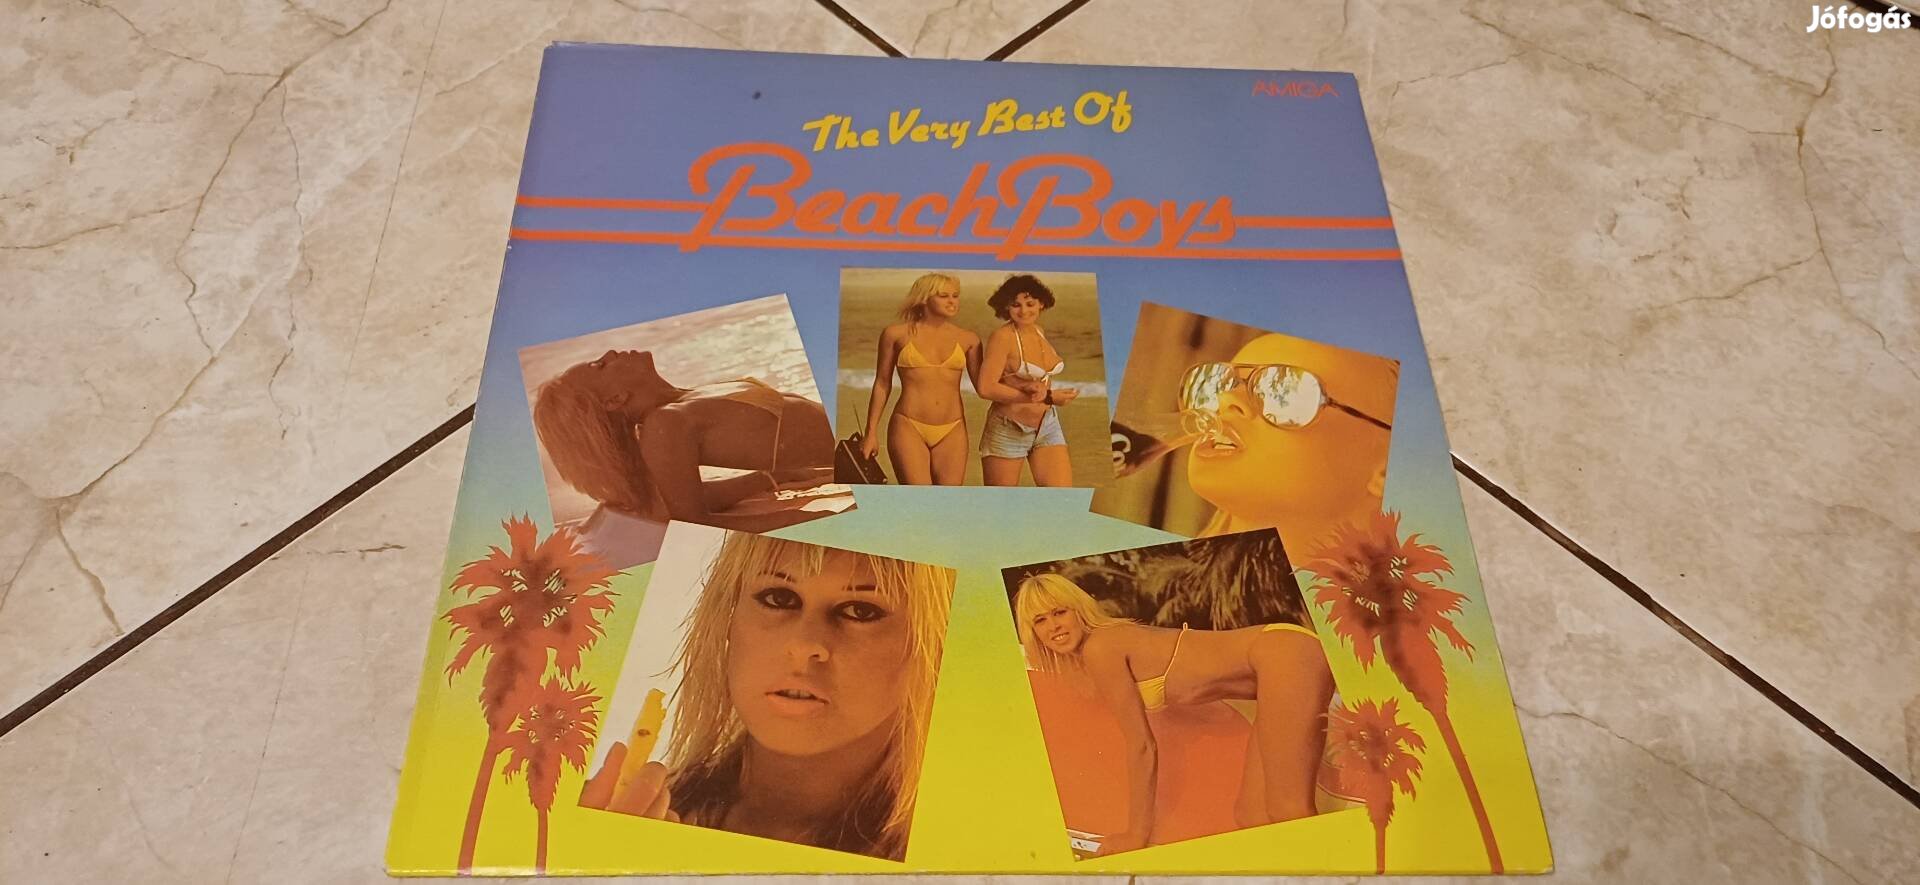 Jófogás
AMIGA
The Very Best Of
Beach Boys